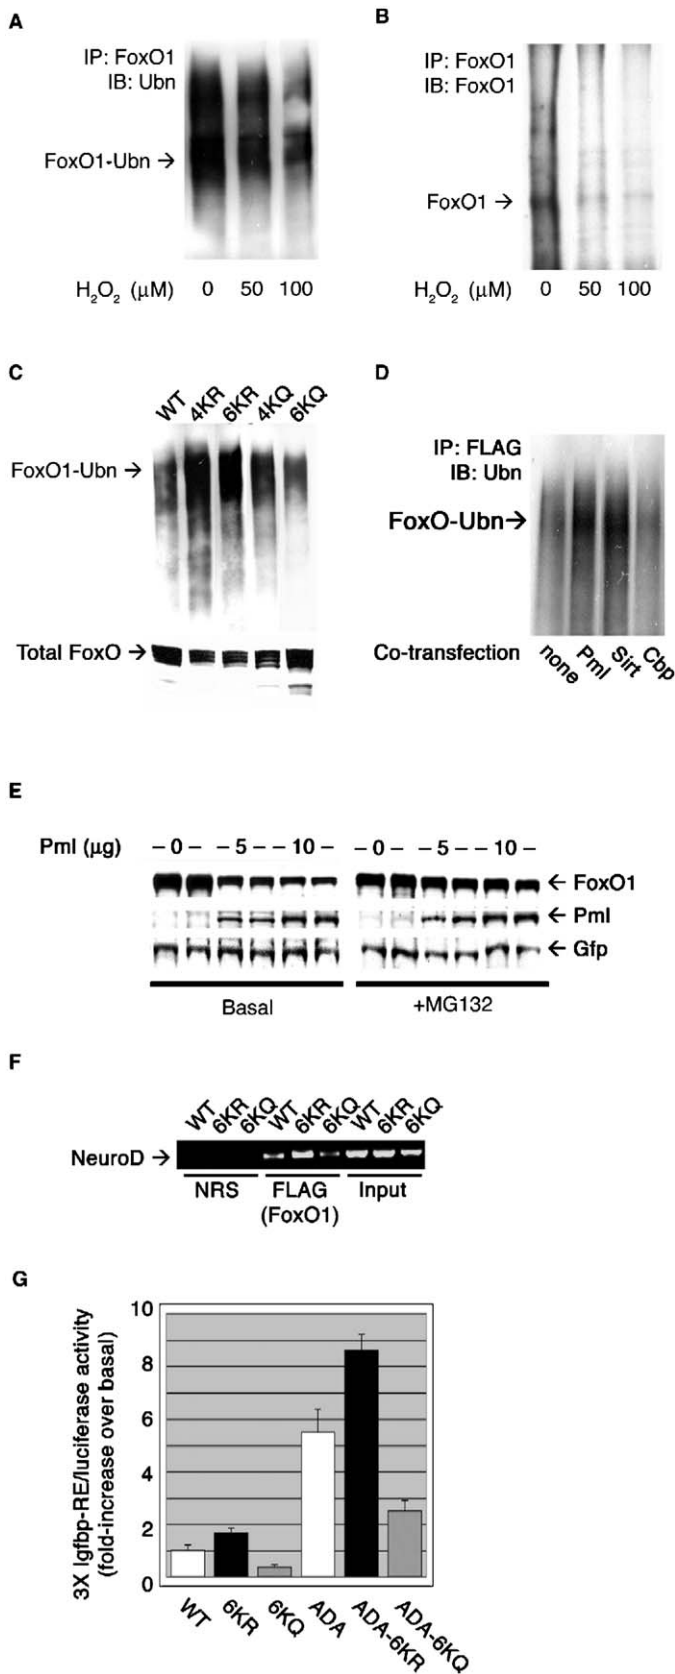 A
IP: FoxO1
IB: Ubn
FoxO1-Ubn →
H₂O₂ (μM) 0 50 100
B
IP: FoxO1
IB: FoxO1
FoxO1 →
H₂O₂ (μM) 0 50 100
C
WT 4KR 6KR 4KQ 6KQ
FoxO1-Ubn →
Total FoxO →
D
IP: FLAG
IB: Ubn
FoxO-Ubn→
Co-transfection none Pml Sirt Cbp
E
Pml (μg) – 0 – – 5 – – 10 – – 0 – – 5 – – 10 –
← FoxO1
← Pml
← Gfp
Basal +MG132
F
WT 6KR 6KQ WT 6KR 6KQ WT 6KR 6KQ
NeuroD →
NRS FLAG Input
(FoxO1)
G
3X Igfbp-RE/luciferase activity
(fold-increase over basal)
10
8
6
4
2
0
WT 6KR 6KQ ADA ADA-6KR ADA-6KQ